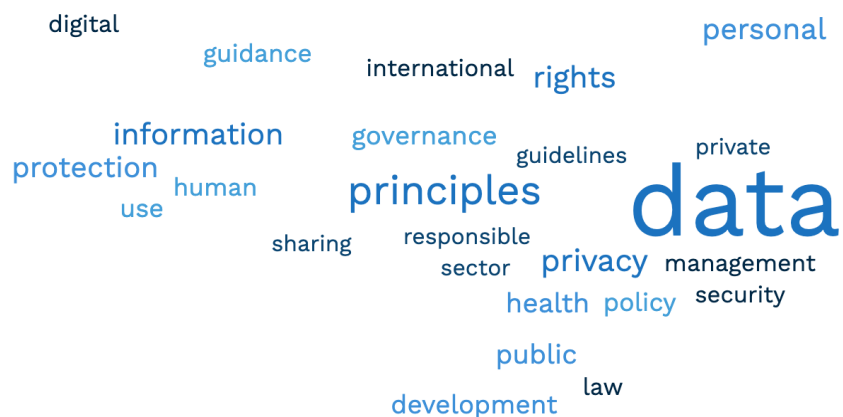 digital
personal
guidance
international
rights
information
governance
private
guidelines
protection
human
principles
data
use
sharing
responsible
sector
privacy
management
health
policy
security
public
law
development